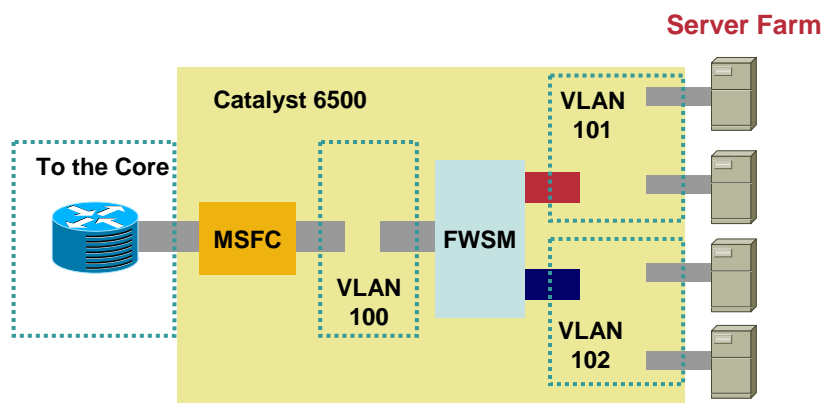 Server Farm
Catalyst 6500
VLAN
101
To the Core
MSFC
FWSM
VLAN
100
VLAN
102